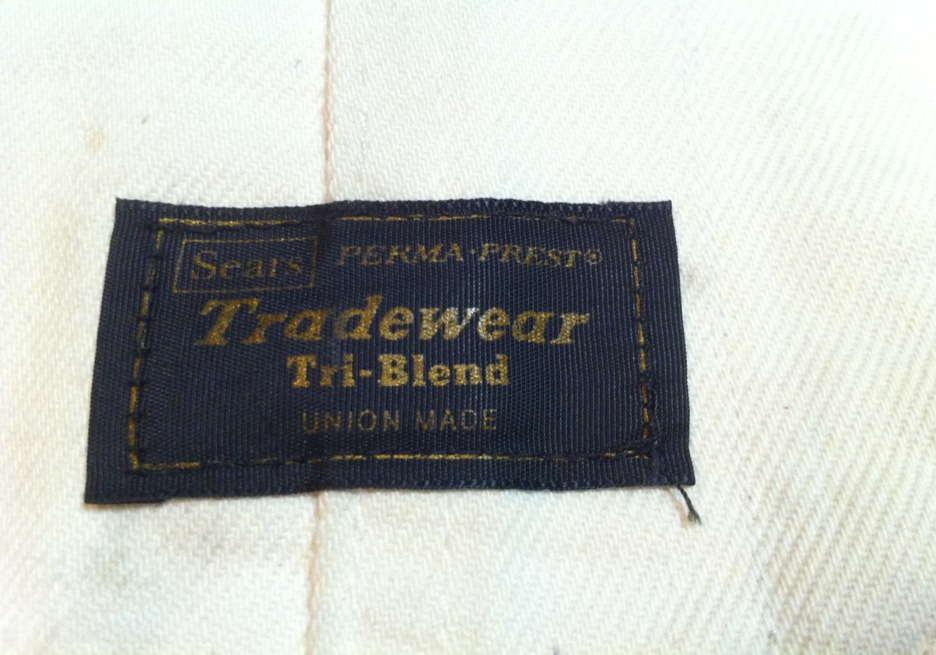 Sears PERMA·PREST®
Tradewear
Tri-Blend
UNION MADE